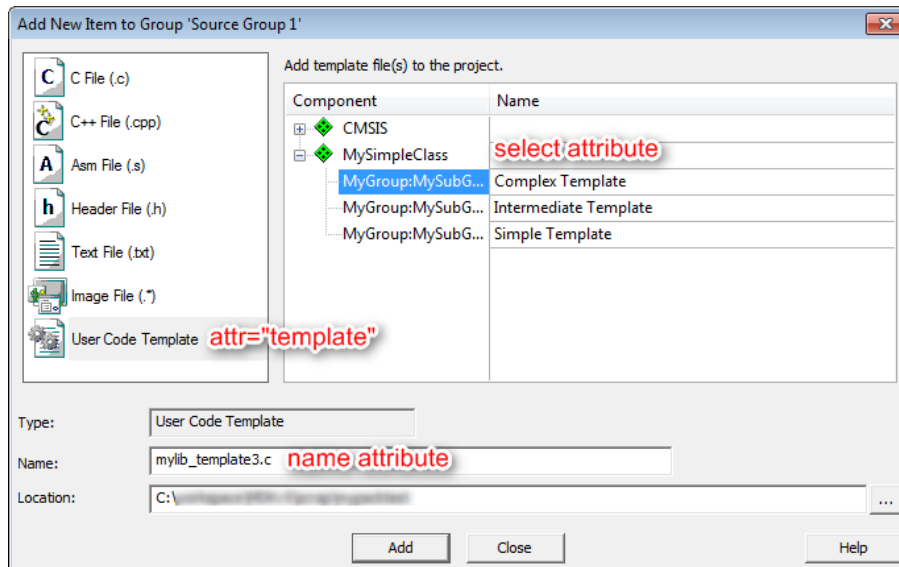 Add New Item to Group 'Source Group 1'
C File (.c)
C++ File (.cpp)
Asm File (.s)
Header File (.h)
Text File (.txt)
Image File (.*)
User Code Template
attr="template"
Add template file(s) to the project.
Component Name
CMSIS
MySimpleClass
select attribute
MyGroup:MySubG... Complex Template
MyGroup:MySubG... Intermediate Template
MyGroup:MySubG... Simple Template
Type: User Code Template
Name: mylib_template3.c name attribute
Location: C:\
...
Add Close Help